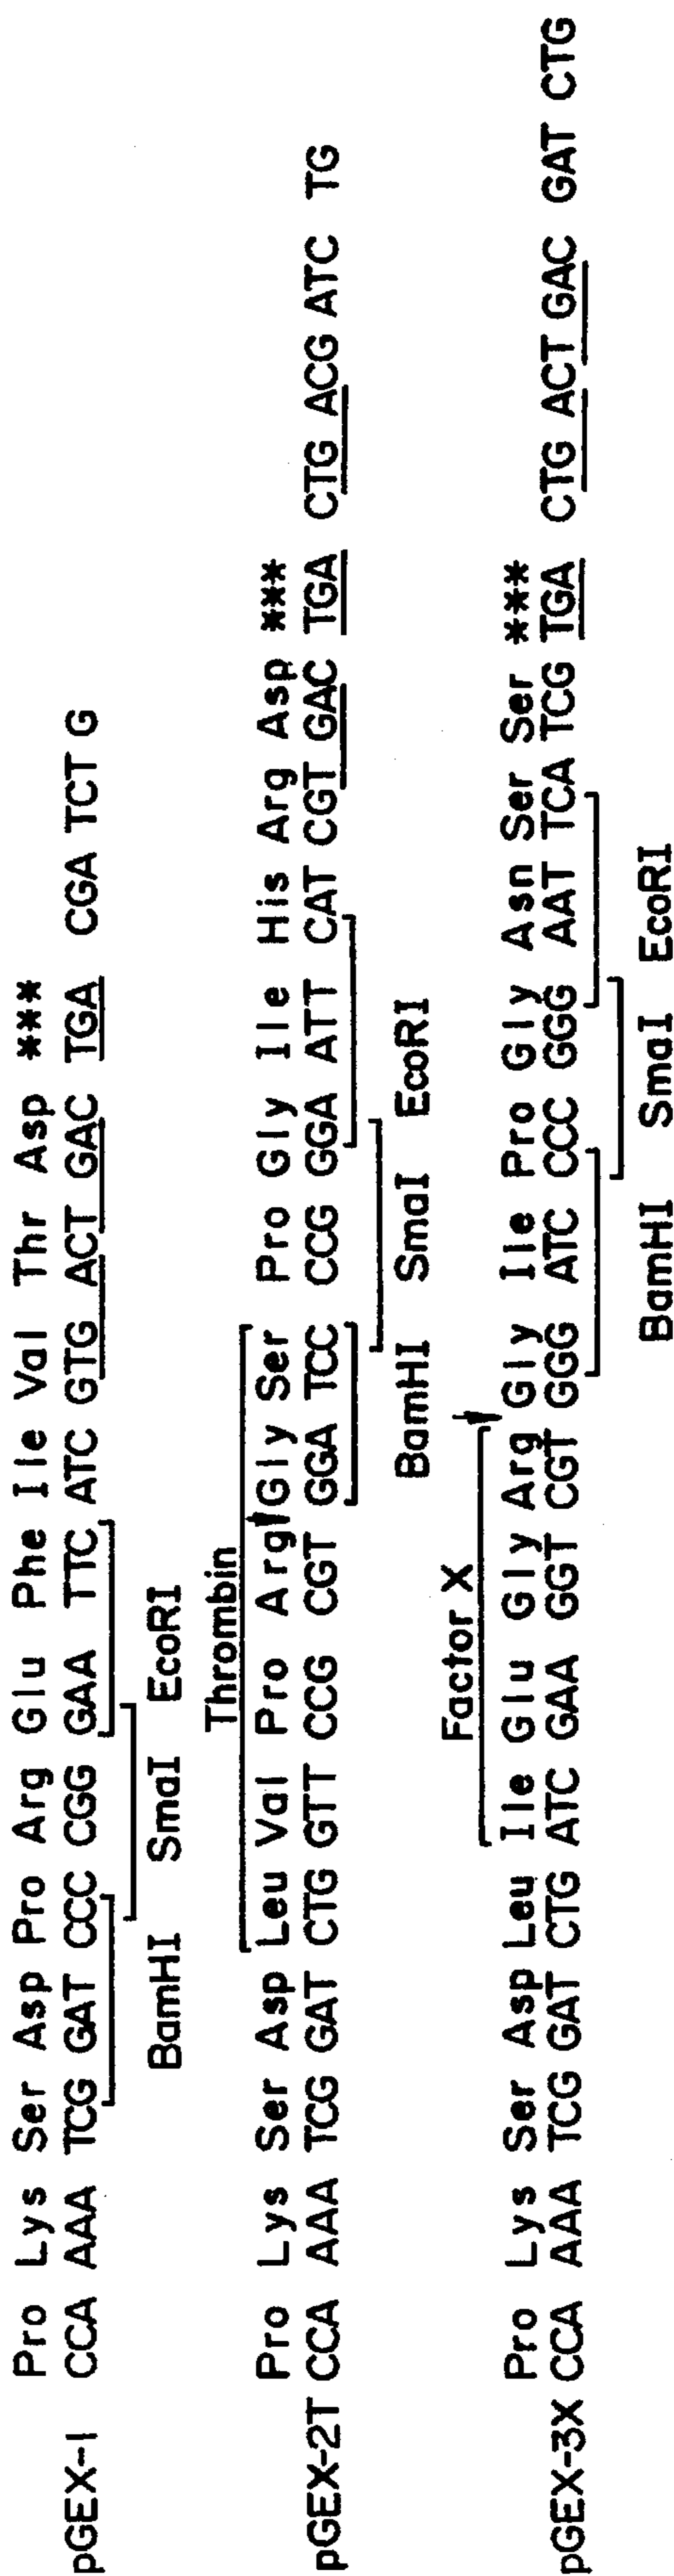 Pro Lys Ser Asp Pro Arg Glu Phe Ile Val Thr Asp ***
pGEX-1 CCA AAA TCG GAT CCC CGG GAA TTC ATC GTG ACT GAC TGA CGA TCT G
BamHI SmaI EcoRI
Thrombin
Pro Lys Ser Asp Leu Val Pro Arg Gly Ser Pro Gly Ile His Arg Asp ***
pGEX-2T CCA AAA TCG GAT CTG GTT CCG CGT GGA TCC CCG GGA ATT CAT CGT GAC TGA CTG ACG ATC TG
BamHI SmaI EcoRI
Factor X
Pro Lys Ser Asp Leu Ile Glu Gly Arg Gly Ile Pro Gly Asn Ser Ser ***
pGEX-3X CCA AAA TCG GAT CTG ATC GAA GGT CGT GGG ATC CCC GGG AAT TCA TCG TGA CTG ACT GAC GAT CTG
BamHI SmaI EcoRI